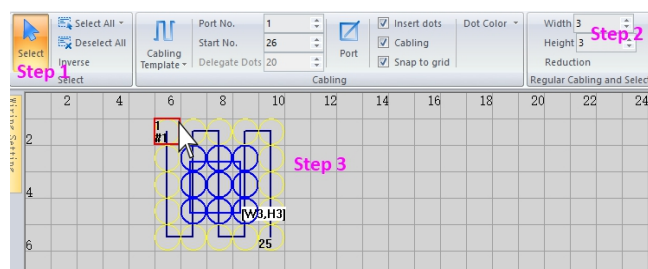 Select All
Port No. 1
Insert dots
Dot Color
Width 3
Deselect All
Start No. 26
Cabling
Height 3
Step 2
Select
Inverse
Cabling
Template
Delegate Dots 20
Port
Snap to grid
Reduction
Step 1
Select
Cabling
Regular Cabling and Select
Wiring Setting
2 4 6 8 10 12 14 16 18 20 22 24
1
#1
2
Step 3
4
[W3,H3]
6
25